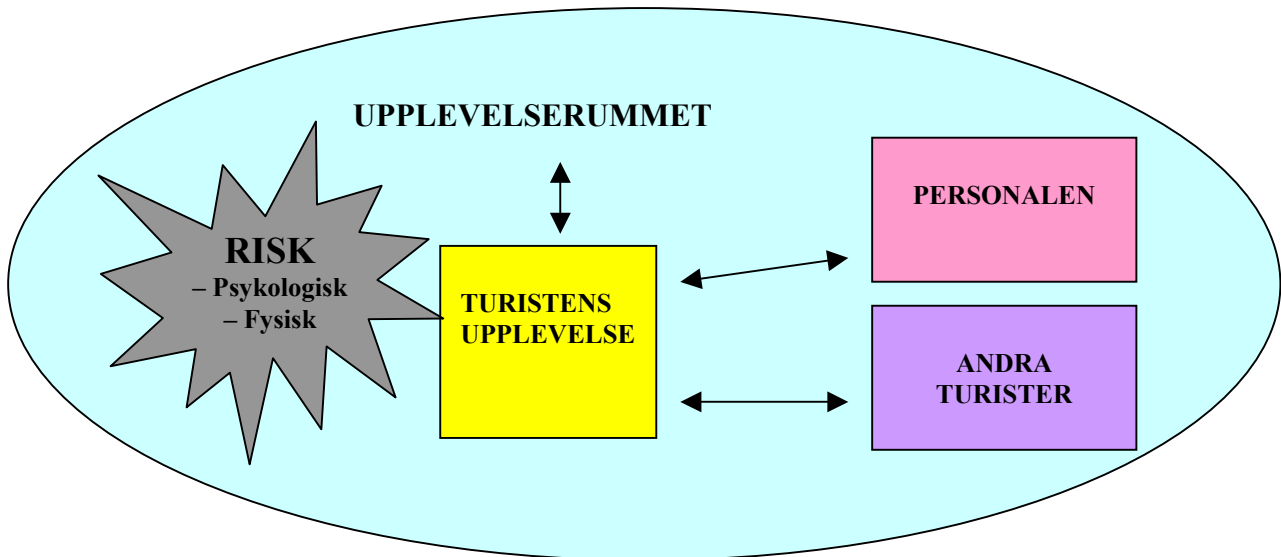 UPPLEVELSERUMMET
RISK
– Psykologisk
– Fysisk
TURISTENS
UPPLEVELSE
PERSONALEN
ANDRA
TURISTER